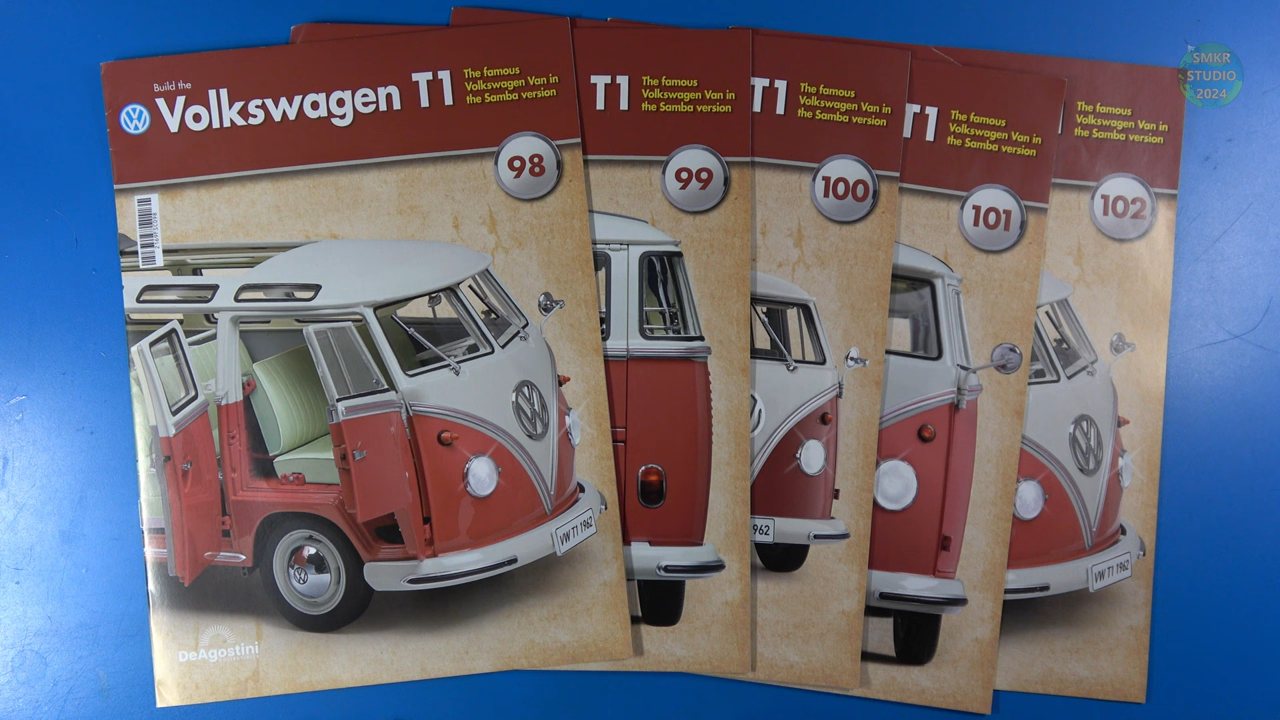 Build the
Volkswagen T1
The famous
Volkswagen Van in
the Samba version
98
VW T1 1962
DeAgostini
T1
The famous
Volkswagen Van in
the Samba version
99
T1
The famous
Volkswagen Van in
the Samba version
100
962
T1
The famous
Volkswagen Van in
the Samba version
101
The famous
Volkswagen Van in
the Samba version
102
VW T1 1962
SMKR
STUDIO
2024